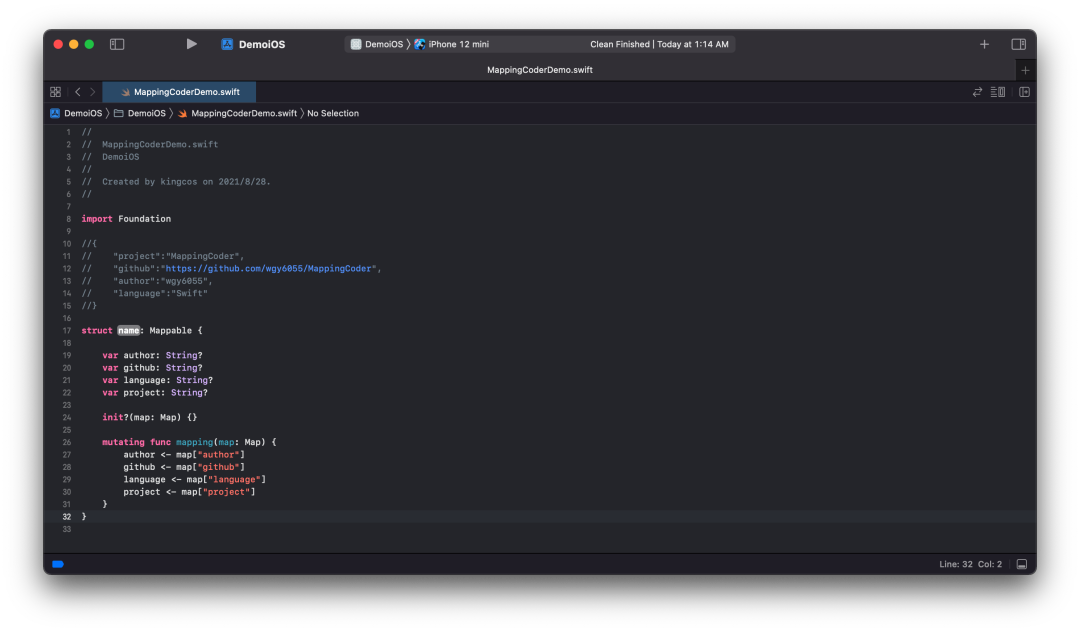 DemoiOS
DemoiOS 〉 iPhone 12 mini
Clean Finished | Today at 1:14 AM
MappingCoderDemo.swift
MappingCoderDemo.swift
DemoiOS 〉 DemoiOS 〉 MappingCoderDemo.swift 〉 No Selection
1 //
2 //  MappingCoderDemo.swift
3 //  DemoiOS
4 //
5 //  Created by kingcos on 2021/8/28.
6 //
7
8 import Foundation
9
10 //{
11 //    "project":"MappingCoder",
12 //    "github":"https://github.com/wgy6055/MappingCoder",
13 //    "author":"wgy6055",
14 //    "language":"Swift"
15 //}
16
17 struct name: Mappable {
18
19     var author: String?
20     var github: String?
21     var language: String?
22     var project: String?
23
24     init?(map: Map) {}
25
26     mutating func mapping(map: Map) {
27         author <- map["author"]
28         github <- map["github"]
29         language <- map["language"]
30         project <- map["project"]
31     }
32 }
33
Line: 32  Col: 2